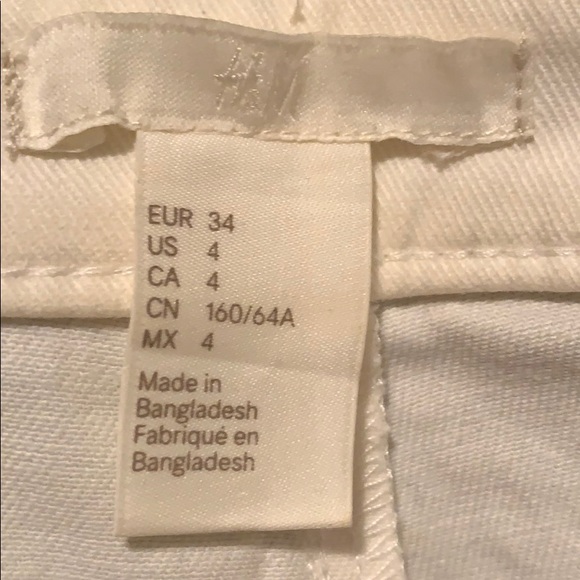 H&M
EUR 34
US 4
CA 4
CN 160/64A
MX 4
Made in
Bangladesh
Fabriqué en
Bangladesh